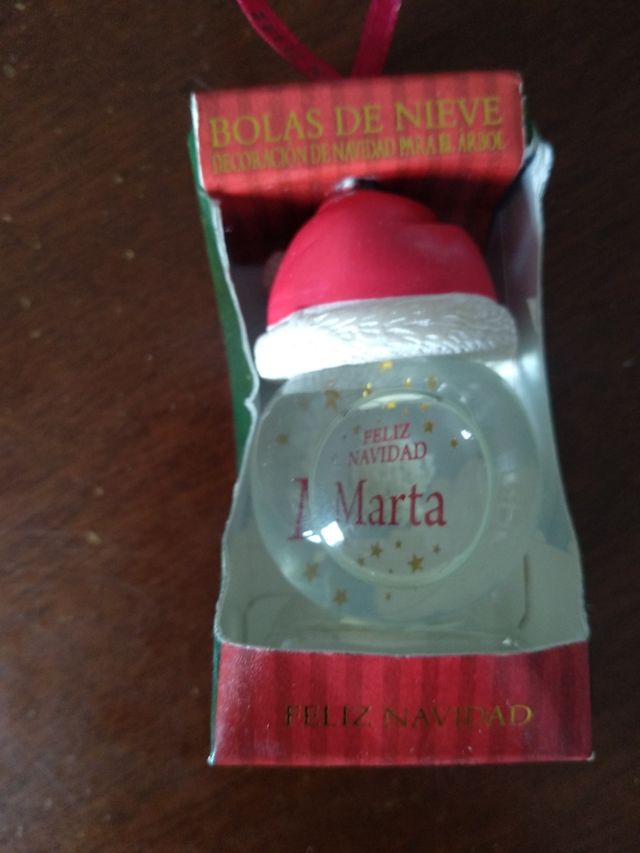 BOLAS DE NIEVE
DECORACIÓN DE NAVIDAD PARA EL ÁRBOL
FELIZ
NAVIDAD
Marta
FELIZ NAVIDAD